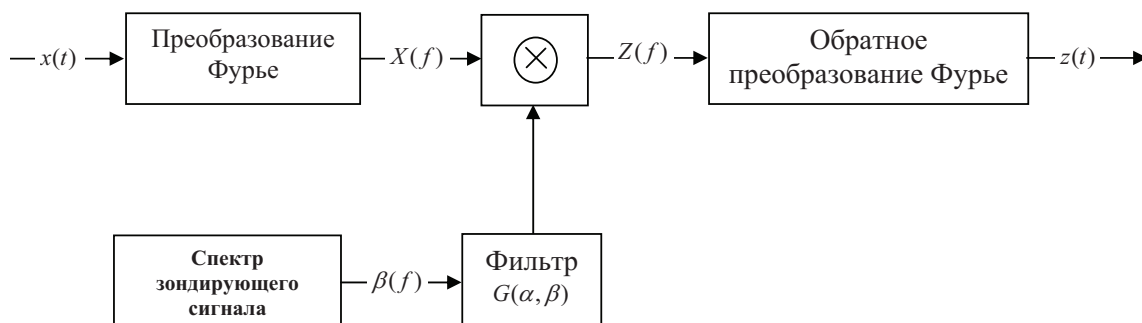 x(t)
Преобразование
Фурье
X(f)
Z(f)
Обратное
преобразование Фурье
z(t)
Спектр
зондирующего
сигнала
β(f)
Фильтр
G(α, β)